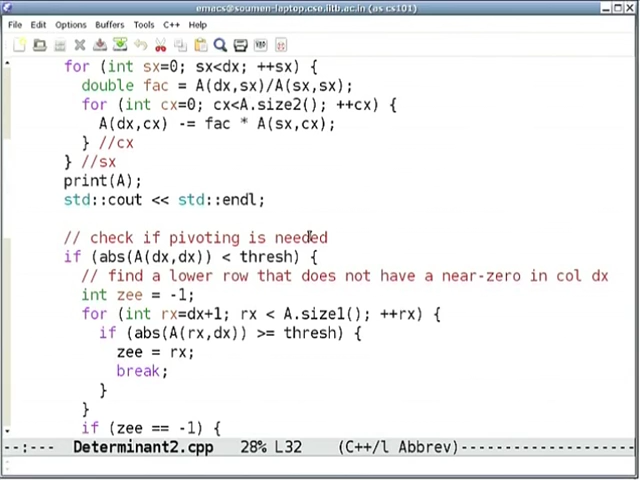 emacs@soumen-laptop.cse.iitb.ac.in (as cs101)
File Edit Options Buffers Tools C++ Help
for (int sx=0; sx<dx; ++sx) {
double fac = A(dx,sx)/A(sx,sx);
for (int cx=0; cx<A.size2(); ++cx) {
A(dx,cx) -= fac * A(sx,cx);
} //cx
} //sx
print(A);
std::cout << std::endl;
// check if pivoting is needed
if (abs(A(dx,dx)) < thresh) {
// find a lower row that does not have a near-zero in col dx
int zee = -1;
for (int rx=dx+1; rx < A.size1(); ++rx) {
if (abs(A(rx,dx)) >= thresh) {
zee = rx;
break;
}
}
if (zee == -1) {
--:--- Determinant2.cpp 28% L32 (C++/l Abbrev)